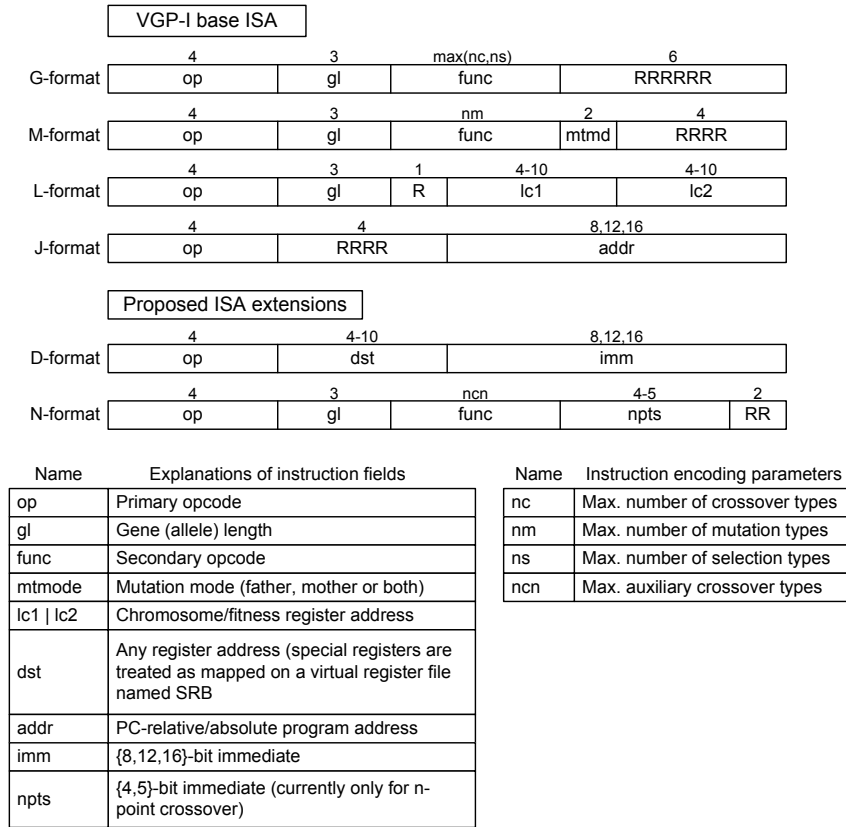 VGP-I base ISA
4 3 max(nc,ns) 6
G-format op gl func RRRRRR
4 3 nm 2 4
M-format op gl func mtmd RRRR
4 3 1 4-10 4-10
L-format op gl R lc1 lc2
4 4 8,12,16
J-format op RRRR addr
Proposed ISA extensions
4 4-10 8,12,16
D-format op dst imm
4 3 ncn 4-5 2
N-format op gl func npts RR
Name Explanations of instruction fields
op Primary opcode
gl Gene (allele) length
func Secondary opcode
mtmode Mutation mode (father, mother or both)
lc1 | lc2 Chromosome/fitness register address
dst Any register address (special registers are
treated as mapped on a virtual register file
named SRB
addr PC-relative/absolute program address
imm {8,12,16}-bit immediate
npts {4,5}-bit immediate (currently only for n-
point crossover)
Name Instruction encoding parameters
nc Max. number of crossover types
nm Max. number of mutation types
ns Max. number of selection types
ncn Max. auxiliary crossover types